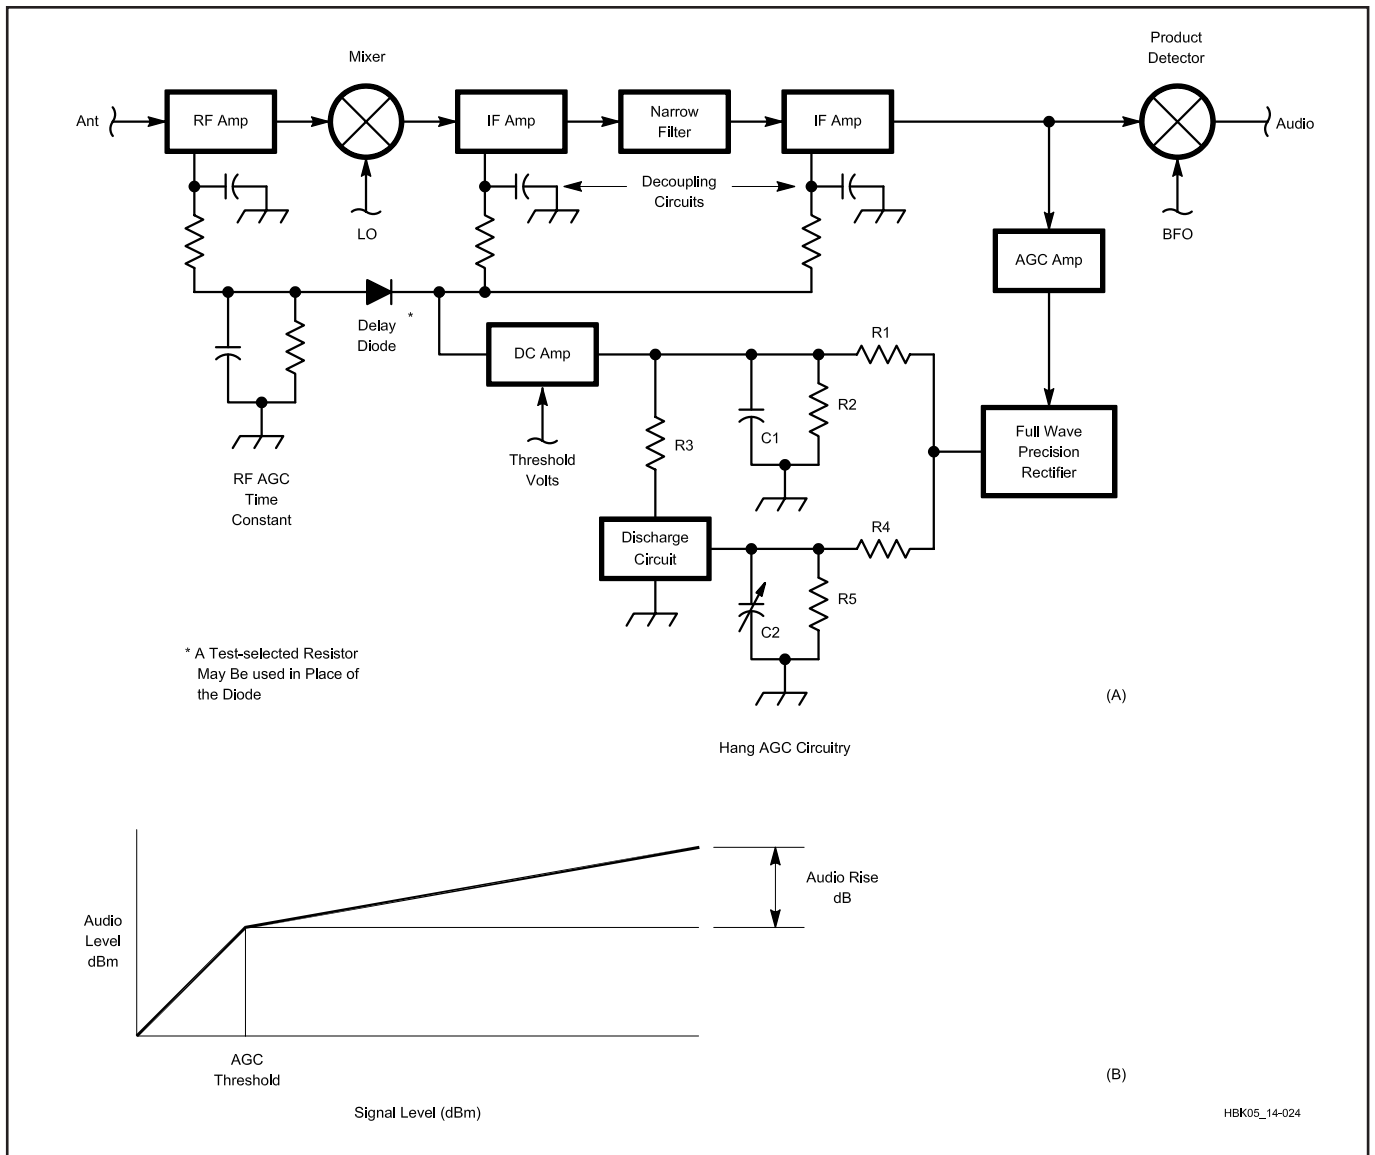 Mixer
Product
Detector
Ant
RF Amp
IF Amp
Narrow
Filter
IF Amp
Audio
Decoupling
Circuits
LO
BFO
AGC Amp
Delay
Diode
*
DC Amp
R1
R2
C1
R3
Threshold
Volts
Full Wave
Precision
Rectifier
RF AGC
Time
Constant
Discharge
Circuit
R4
R5
C2
* A Test-selected Resistor
May Be used in Place of
the Diode
(A)
Hang AGC Circuitry
Audio Rise
dB
Audio
Level
dBm
AGC
Threshold
(B)
Signal Level (dBm)
HBK05_14-024